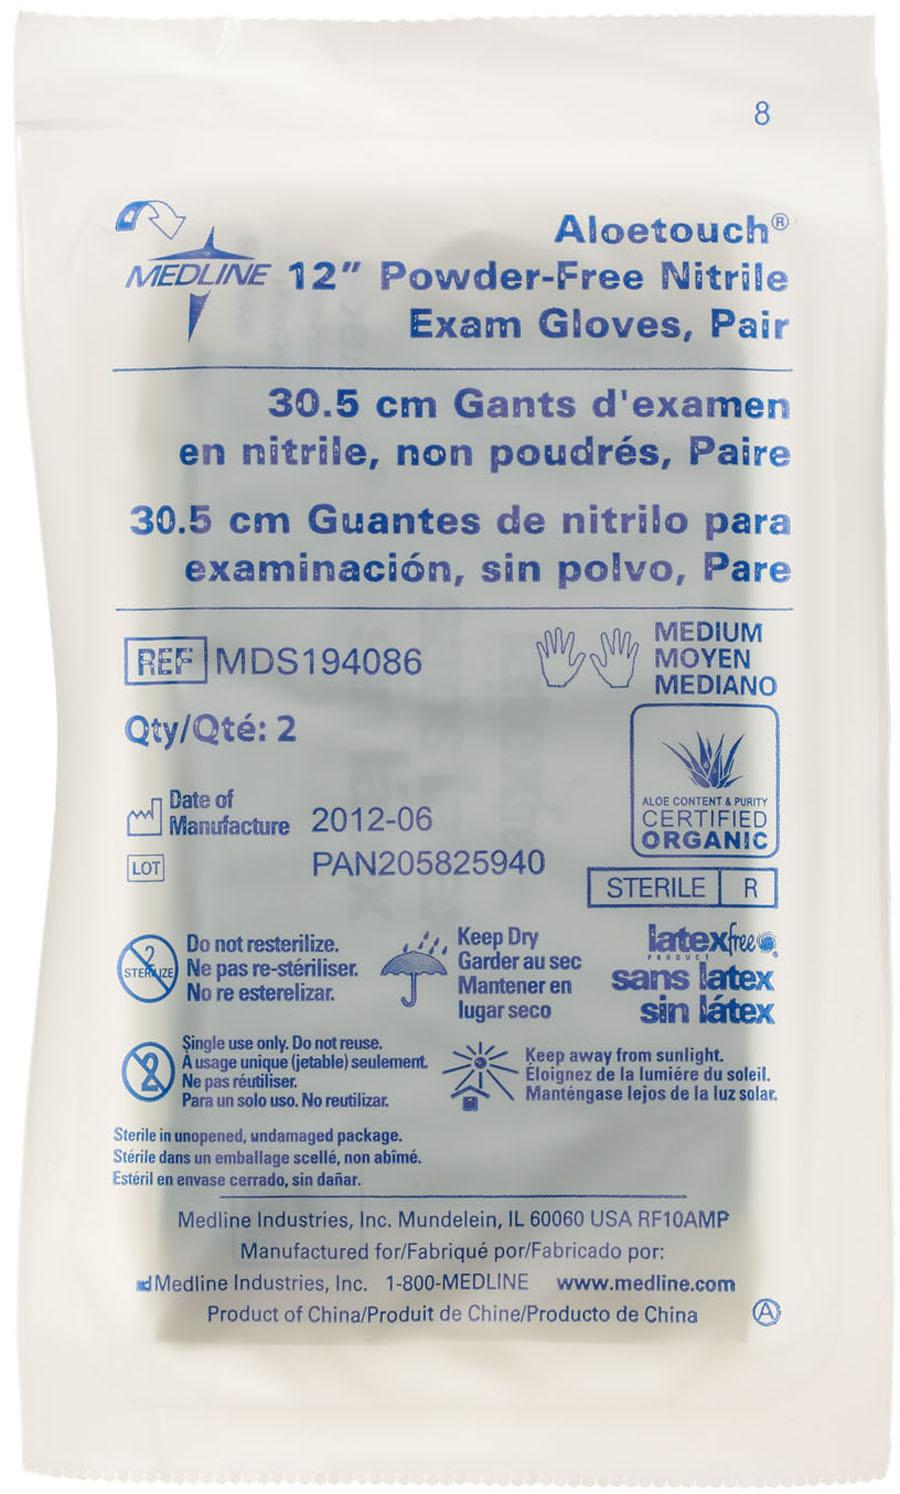 8
Aloetouch®
MEDLINE 12" Powder-Free Nitrile
Exam Gloves, Pair
30.5 cm Gants d'examen
en nitrile, non poudrés, Paire
30.5 cm Guantes de nitrilo para
examinación, sin polvo, Pare
REF MDS194086
MEDIUM
MOYEN
MEDIANO
Qty/Qté: 2
ALOE CONTENT & PURITY
CERTIFIED
ORGANIC
Date of
Manufacture 2012-06
LOT PAN205825940
STERILE R
2
STERILIZE
Do not resterilize.
Ne pas re-stériliser.
No re esterelizar.
Keep Dry
Garder au sec
Mantener en
lugar seco
latexfree
PRODUCT
sans latex
sin látex
2
Single use only. Do not reuse.
À usage unique (jetable) seulement.
Ne pas réutiliser.
Para un solo uso. No reutilizar.
Keep away from sunlight.
Éloignez de la lumiére du soleil.
Manténgase lejos de la luz solar.
Sterile in unopened, undamaged package.
Stérile dans un emballage scellé, non abîmé.
Estéril en envase cerrado, sin dañar.
Medline Industries, Inc. Mundelein, IL 60060 USA RF10AMP
Manufactured for/Fabriqué por/Fabricado por:
Medline Industries, Inc. 1-800-MEDLINE www.medline.com
Product of China/Produit de Chine/Producto de China
A